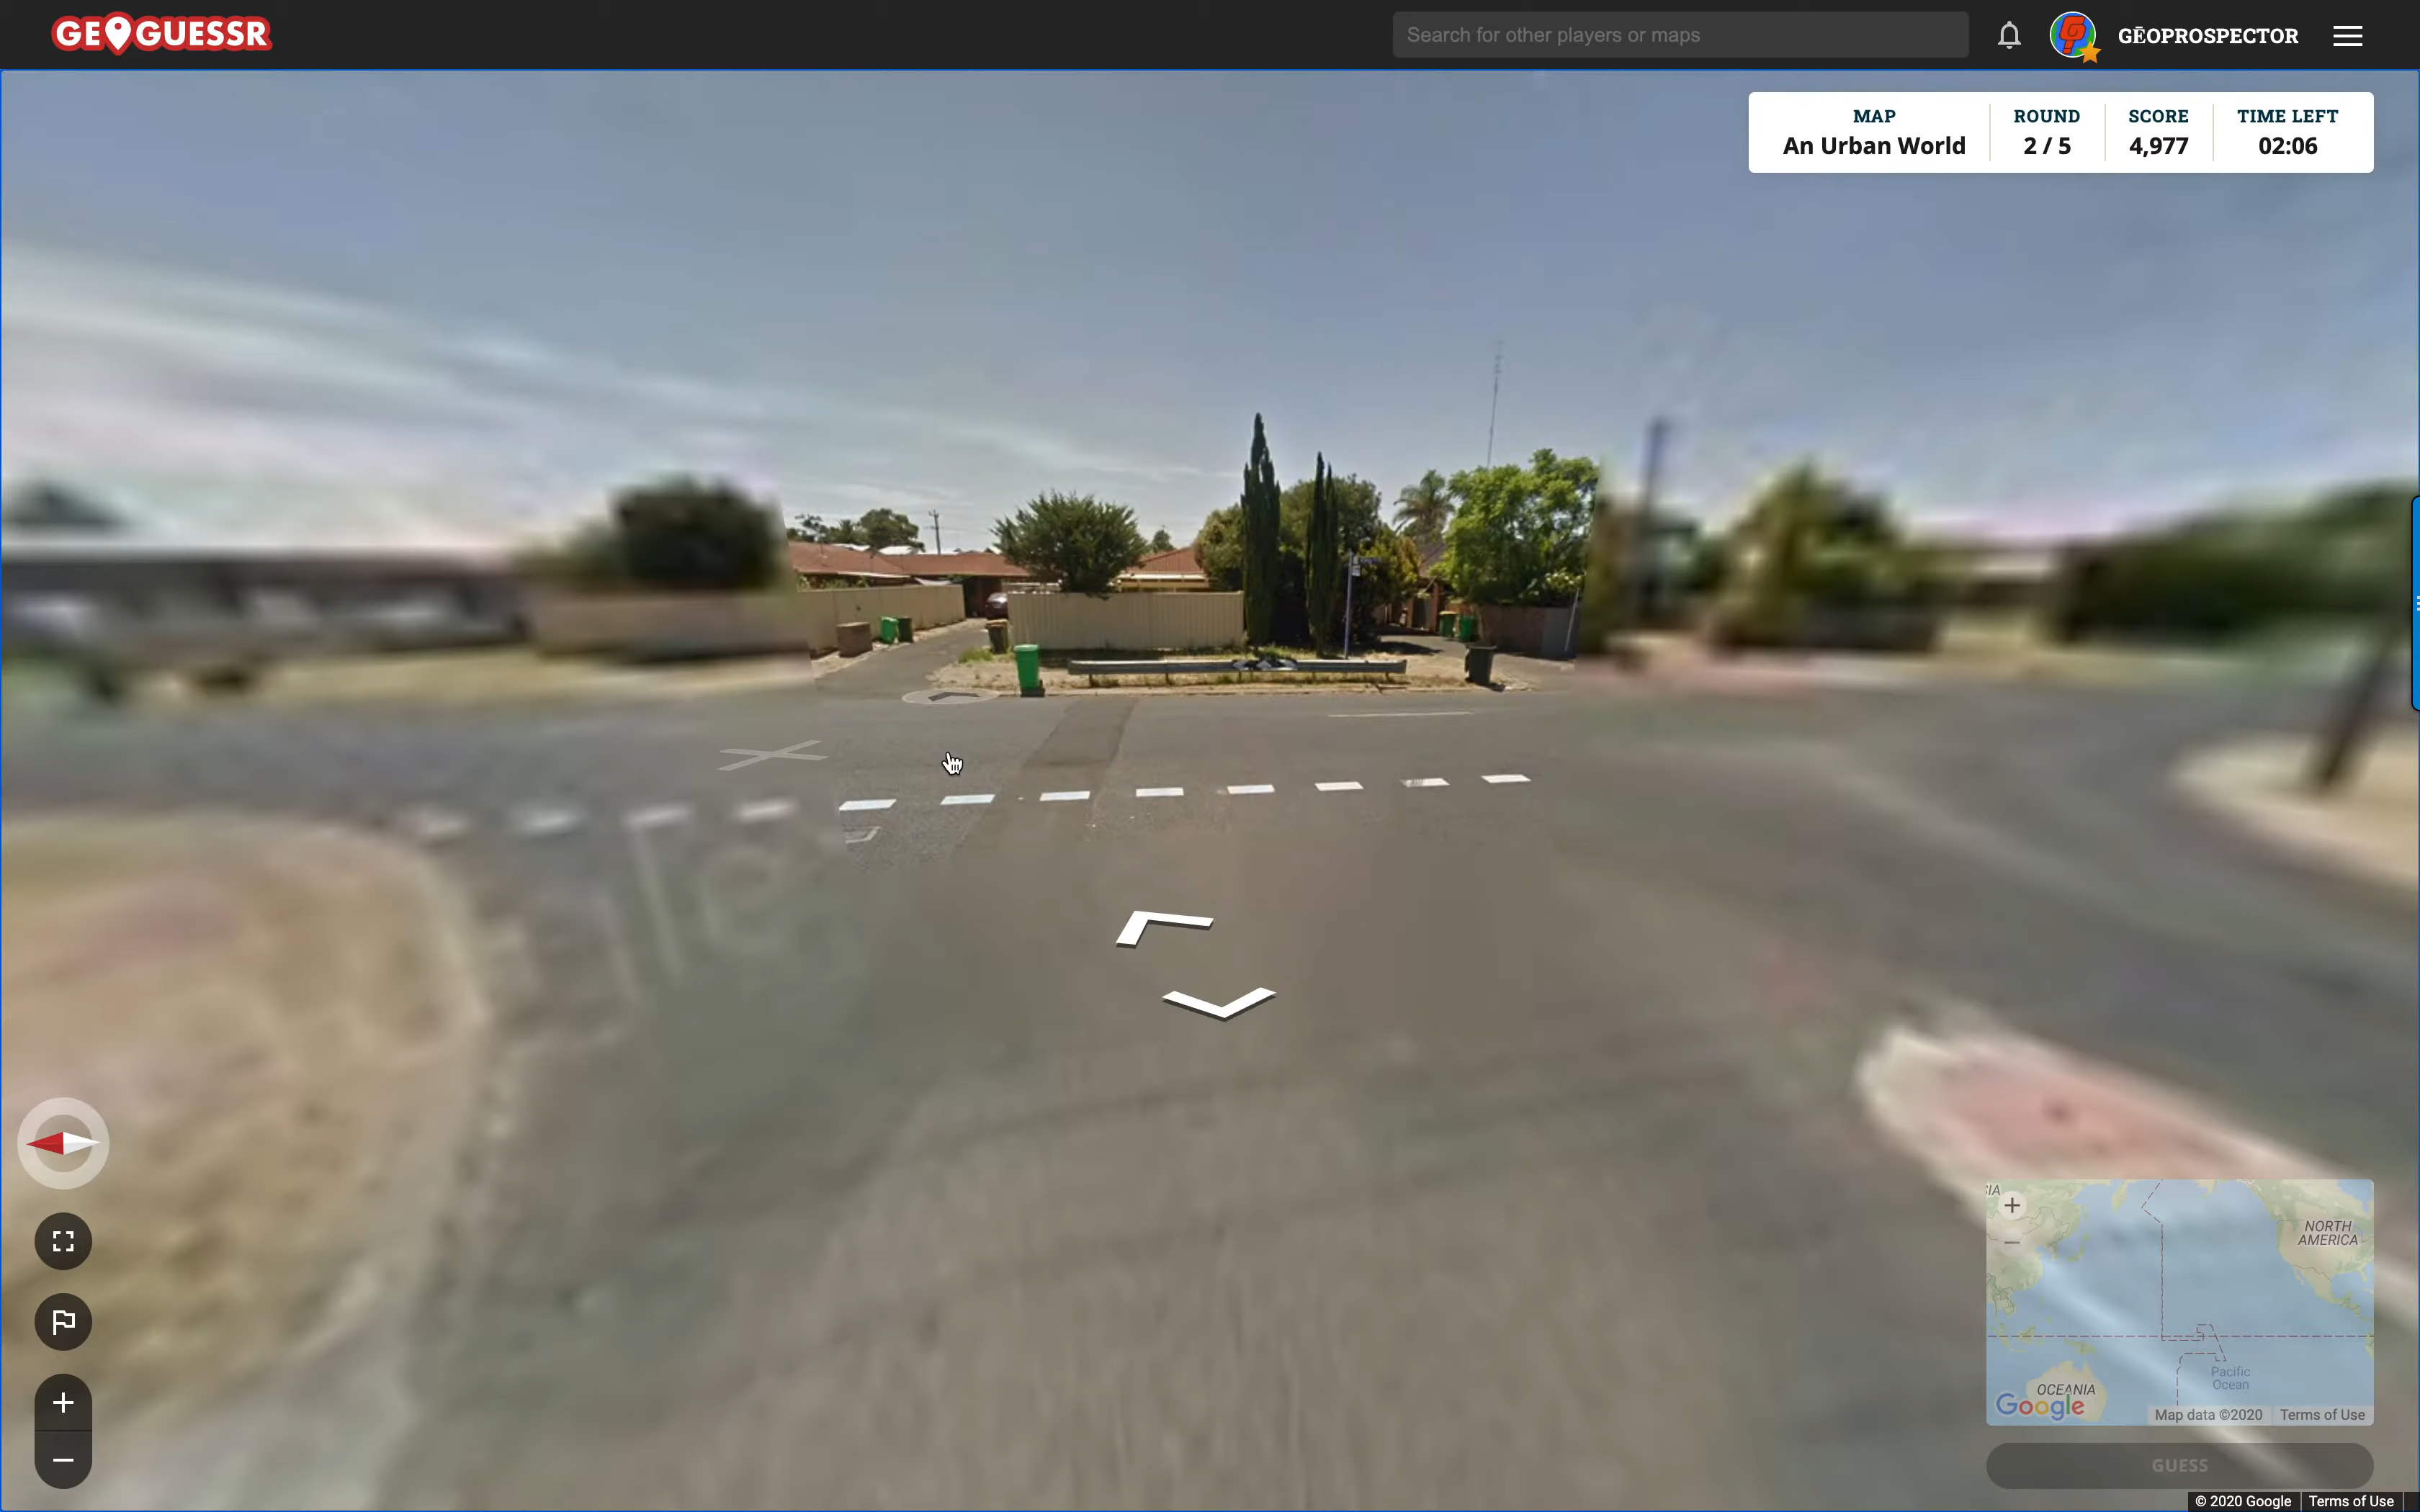 GEOGUESSR
Search for other players or maps
GĒOPROSPECTOR
MAP
An Urban World
ROUND
2 / 5
SCORE
4,977
TIME LEFT
02:06
IA
NORTH
AMERICA
OCEANIA
Pacific
Ocean
Google
Map data ©2020
Terms of Use
GUESS
© 2020 Google
Terms of Use